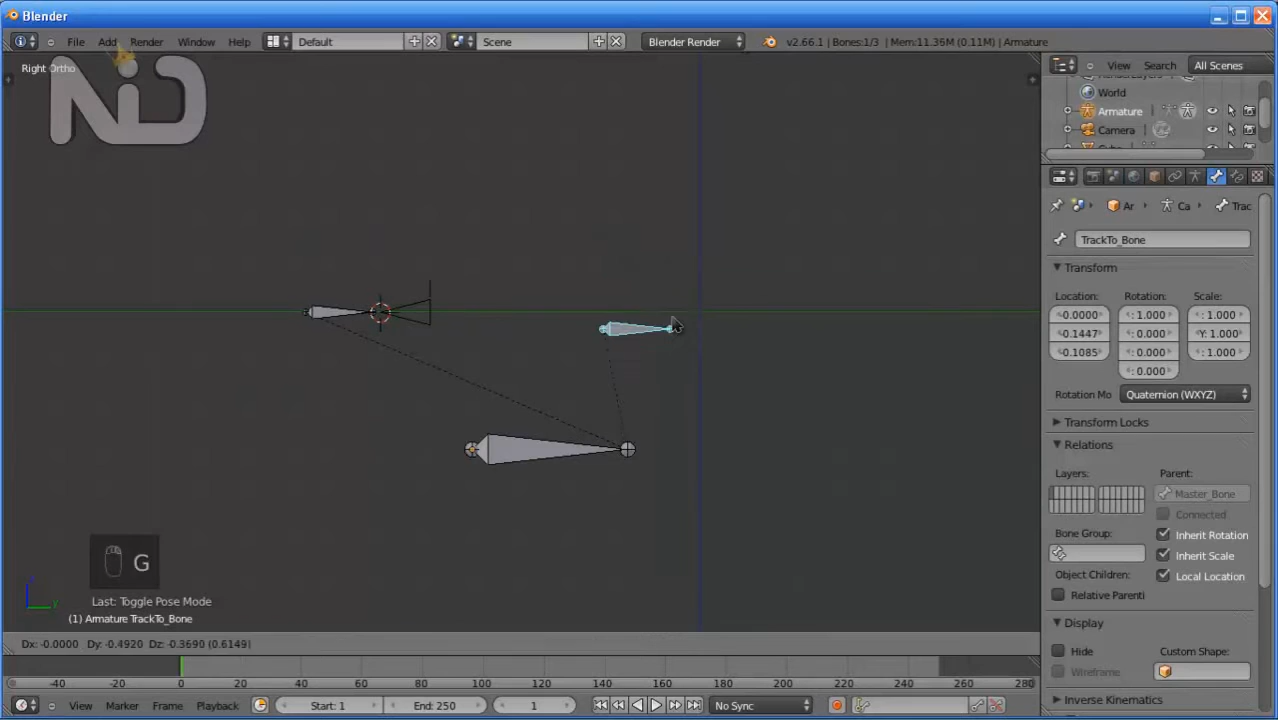 Blender
File Add Render Window Help Default Scene Blender Render v2.66.1 | Bones:1/3 | Mem:11.36M (0.11M) | Armature
Right Ortho
View Search All Scenes
World
Armature
Camera
Ar Ca Trac
TrackTo_Bone
Transform
Location: Rotation: Scale:
-0.0000 : 1.000 : 1.000
-0.1447 : 0.000 Y: 1.000
-0.1085 : 0.000 : 1.000
: 0.000
Rotation Mo Quaternion (WXYZ)
Transform Locks
Relations
Layers: Parent:
Master_Bone
Connected
Bone Group: Inherit Rotation
Inherit Scale
Object Children: Local Location
Relative Parenti
Display
Hide Custom Shape:
Wireframe
Inverse Kinematics
G
Last: Toggle Pose Mode
(1) Armature TrackTo_Bone
Dx: -0.0000 Dy: -0.4920 Dz: -0.3690 (0.6149)
-40 -20 0 20 40 60 80 100 120 140 160 180 200 220 240 260 280
View Marker Frame Playback Start: 1 End: 250 1 No Sync